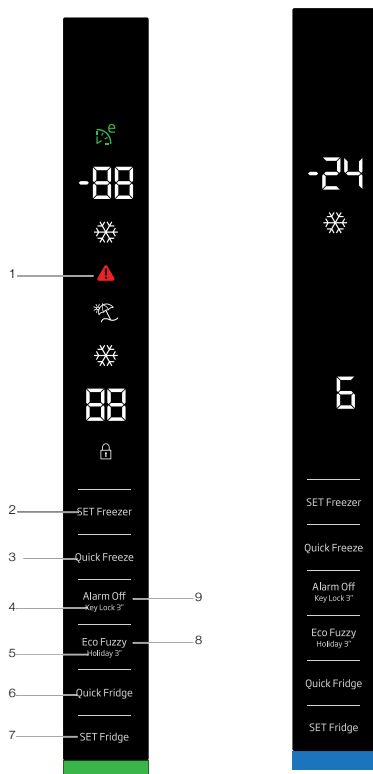 e
-88
1
88
2
SET Freezer
3
Quick Freeze
Alarm Off
9
4
Key Lock 3"
Eco Fuzzy
8
5
Holiday 3"
6
Quick Fridge
7
SET Fridge
-24
6
SET Freezer
Quick Freeze
Alarm Off
Key Lock 3"
Eco Fuzzy
Holiday 3"
Quick Fridge
SET Fridge